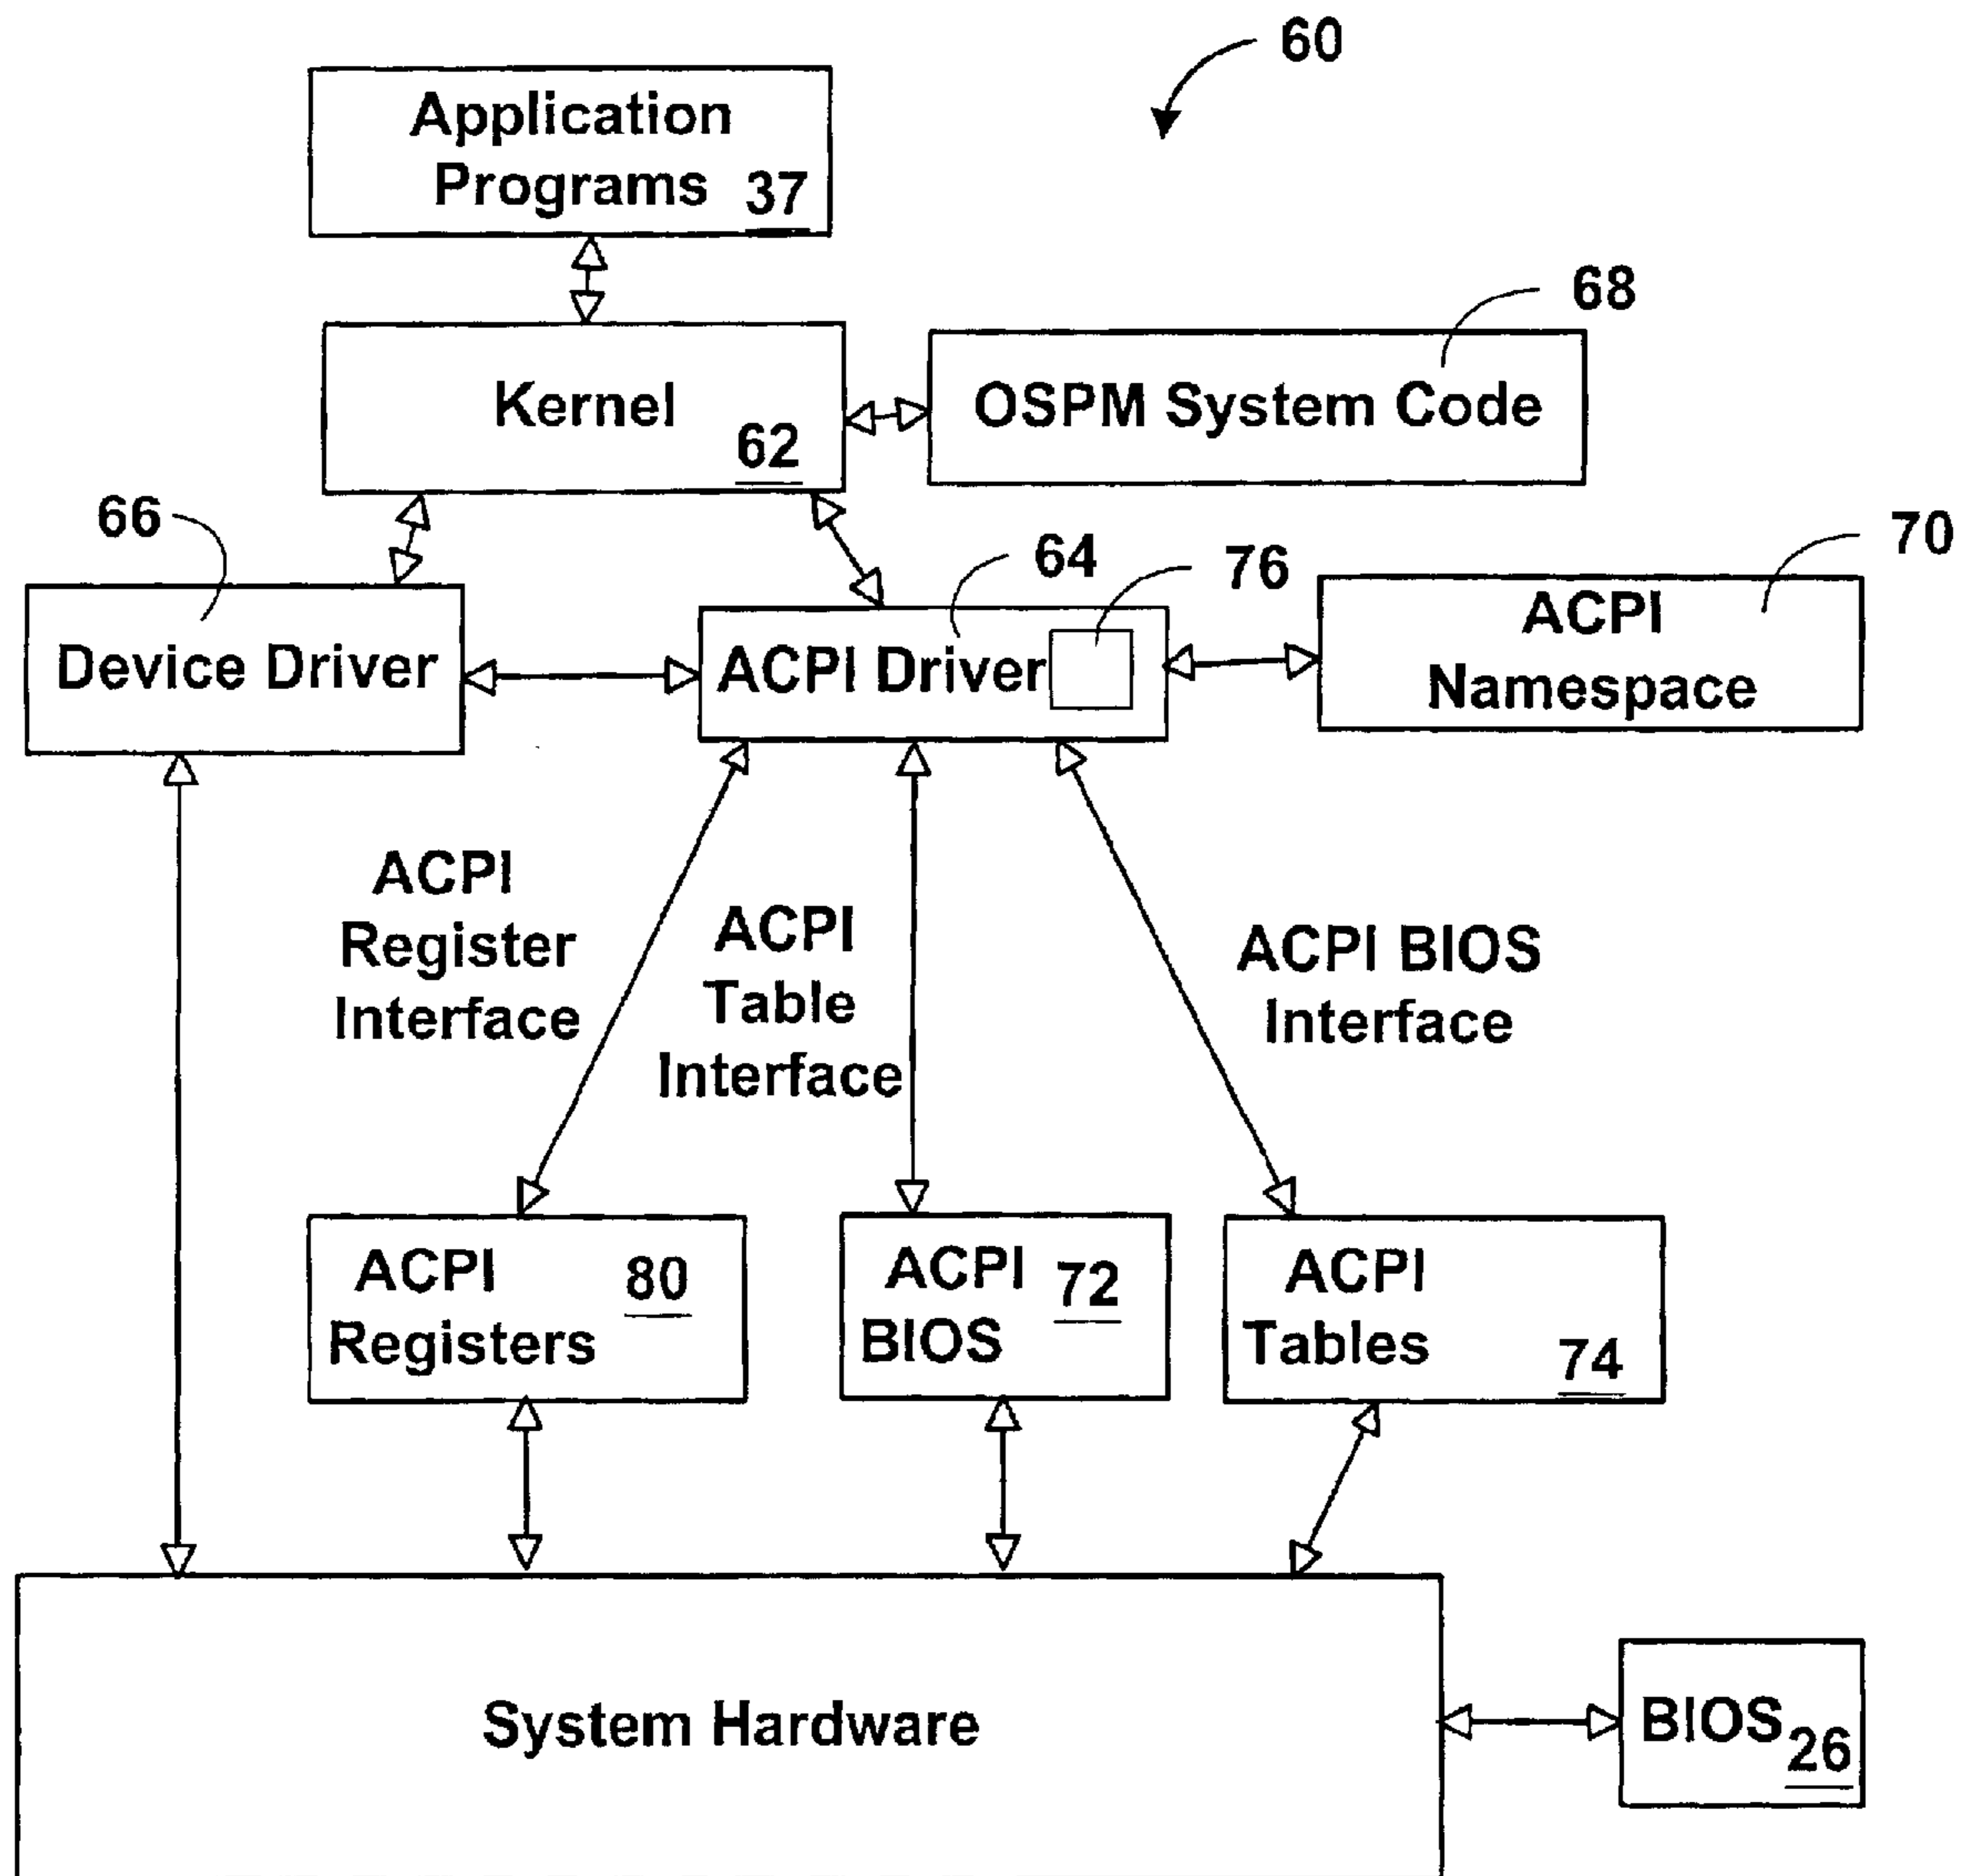 60
Application
Programs 37
68
Kernel
62
OSPM System Code
66
64
76
70
Device Driver
ACPI Driver
ACPI
Namespace
ACPI
Register
Interface
ACPI
Table
Interface
ACPI BIOS
Interface
ACPI 80
Registers
ACPI 72
BIOS
ACPI
Tables 74
System Hardware
BIOS 26